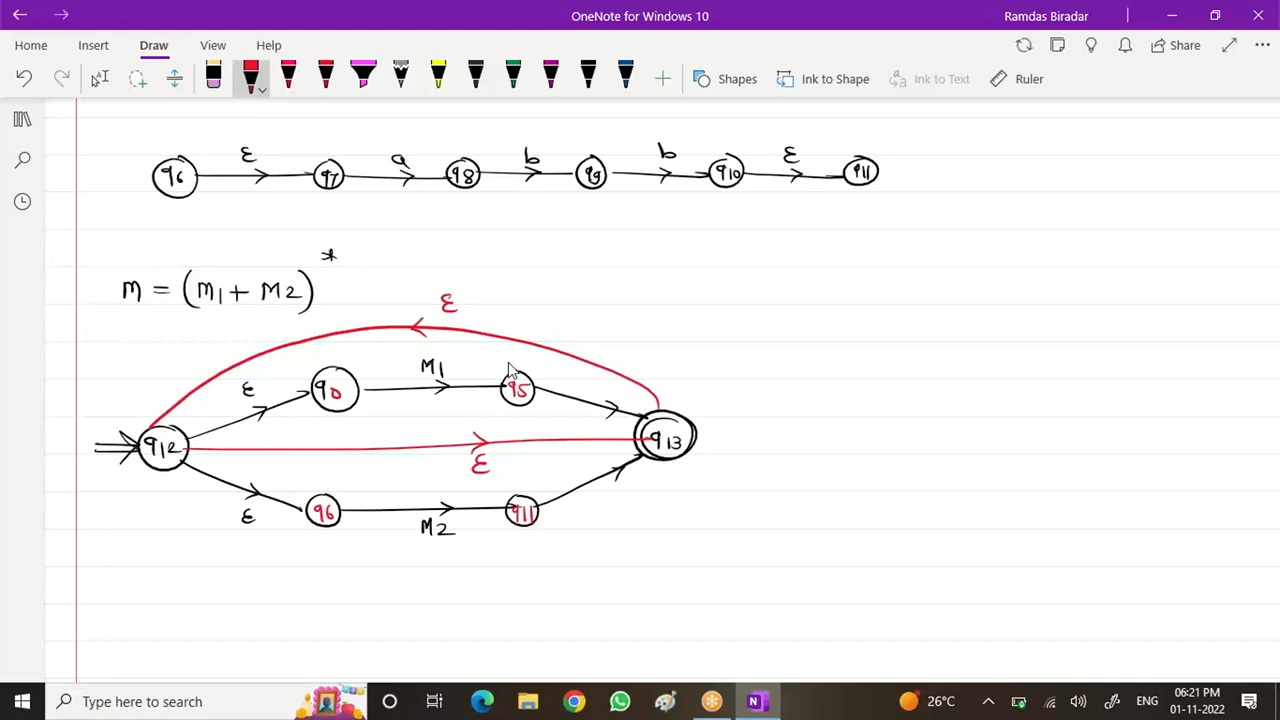 OneNote for Windows 10
Ramdas Biradar
Home Insert Draw View Help
Share
Shapes Ink to Shape Ink to Text Ruler
ε a b b ε
q6 q7 q8 q9 q10 q11
M = (M1 + M2)*
ε
M1
ε q0 q5
q12 q13
ε
ε q6 q11
M2
Type here to search
26°C
ENG
06:21 PM
01-11-2022